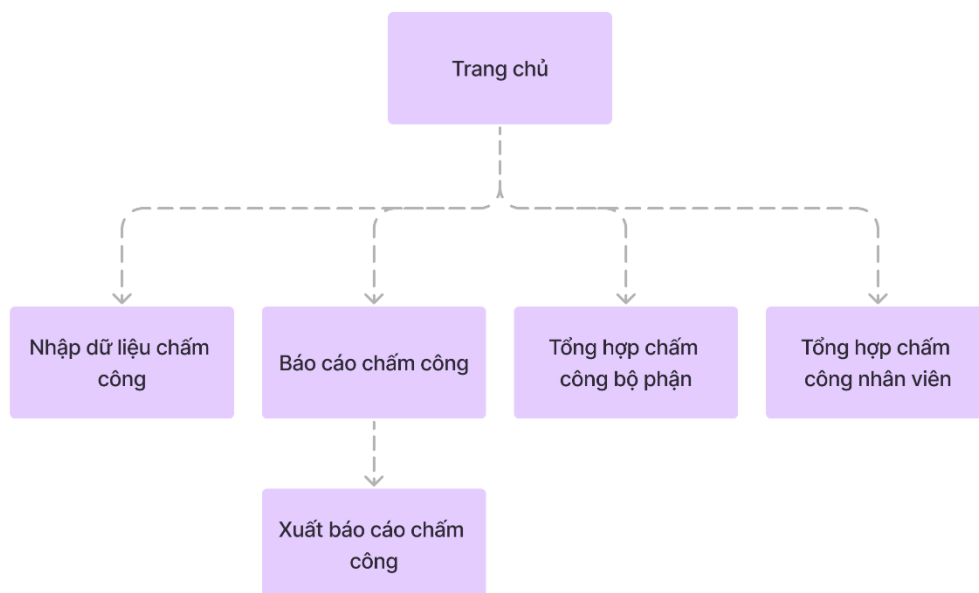 Trang chủ
Nhập dữ liệu chấm
công
Báo cáo chấm công
Tổng hợp chấm
công bộ phận
Tổng hợp chấm
công nhân viên
Xuất báo cáo chấm
công